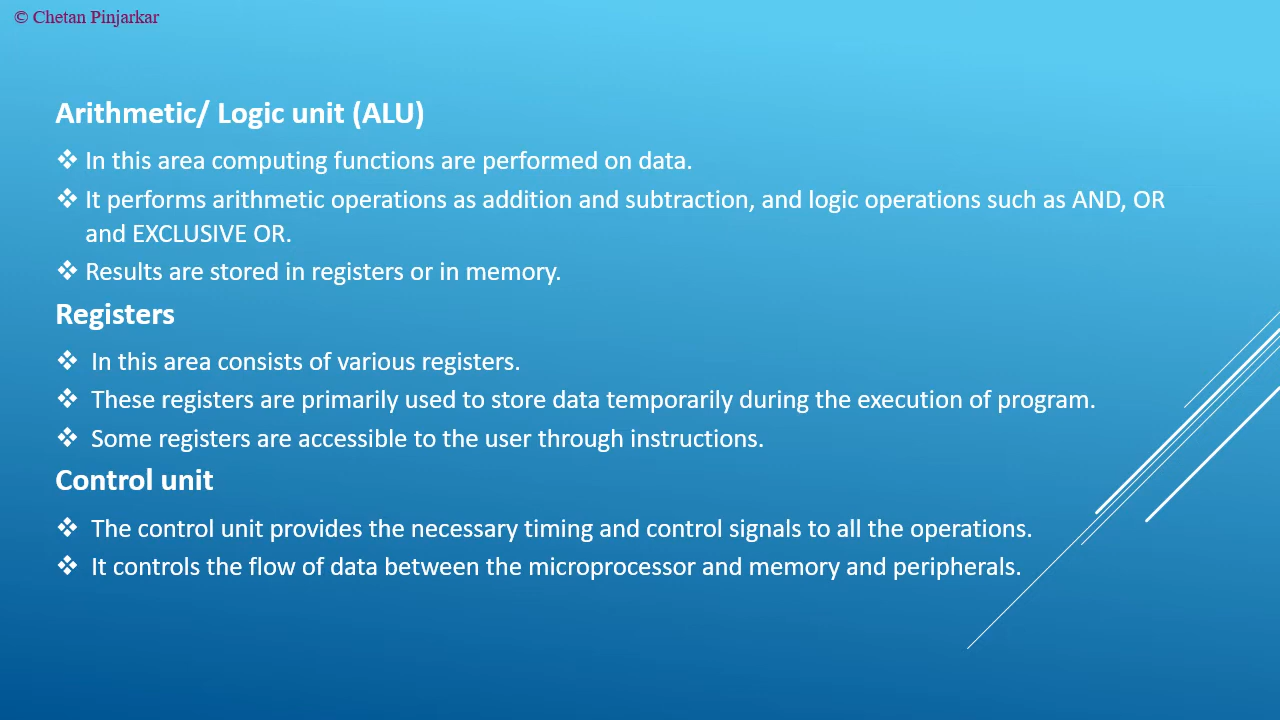 © Chetan Pinjarkar
Arithmetic/ Logic unit (ALU)
❖ In this area computing functions are performed on data.
❖ It performs arithmetic operations as addition and subtraction, and logic operations such as AND, OR
and EXCLUSIVE OR.
❖ Results are stored in registers or in memory.
Registers
❖ In this area consists of various registers.
❖ These registers are primarily used to store data temporarily during the execution of program.
❖ Some registers are accessible to the user through instructions.
Control unit
❖ The control unit provides the necessary timing and control signals to all the operations.
❖ It controls the flow of data between the microprocessor and memory and peripherals.